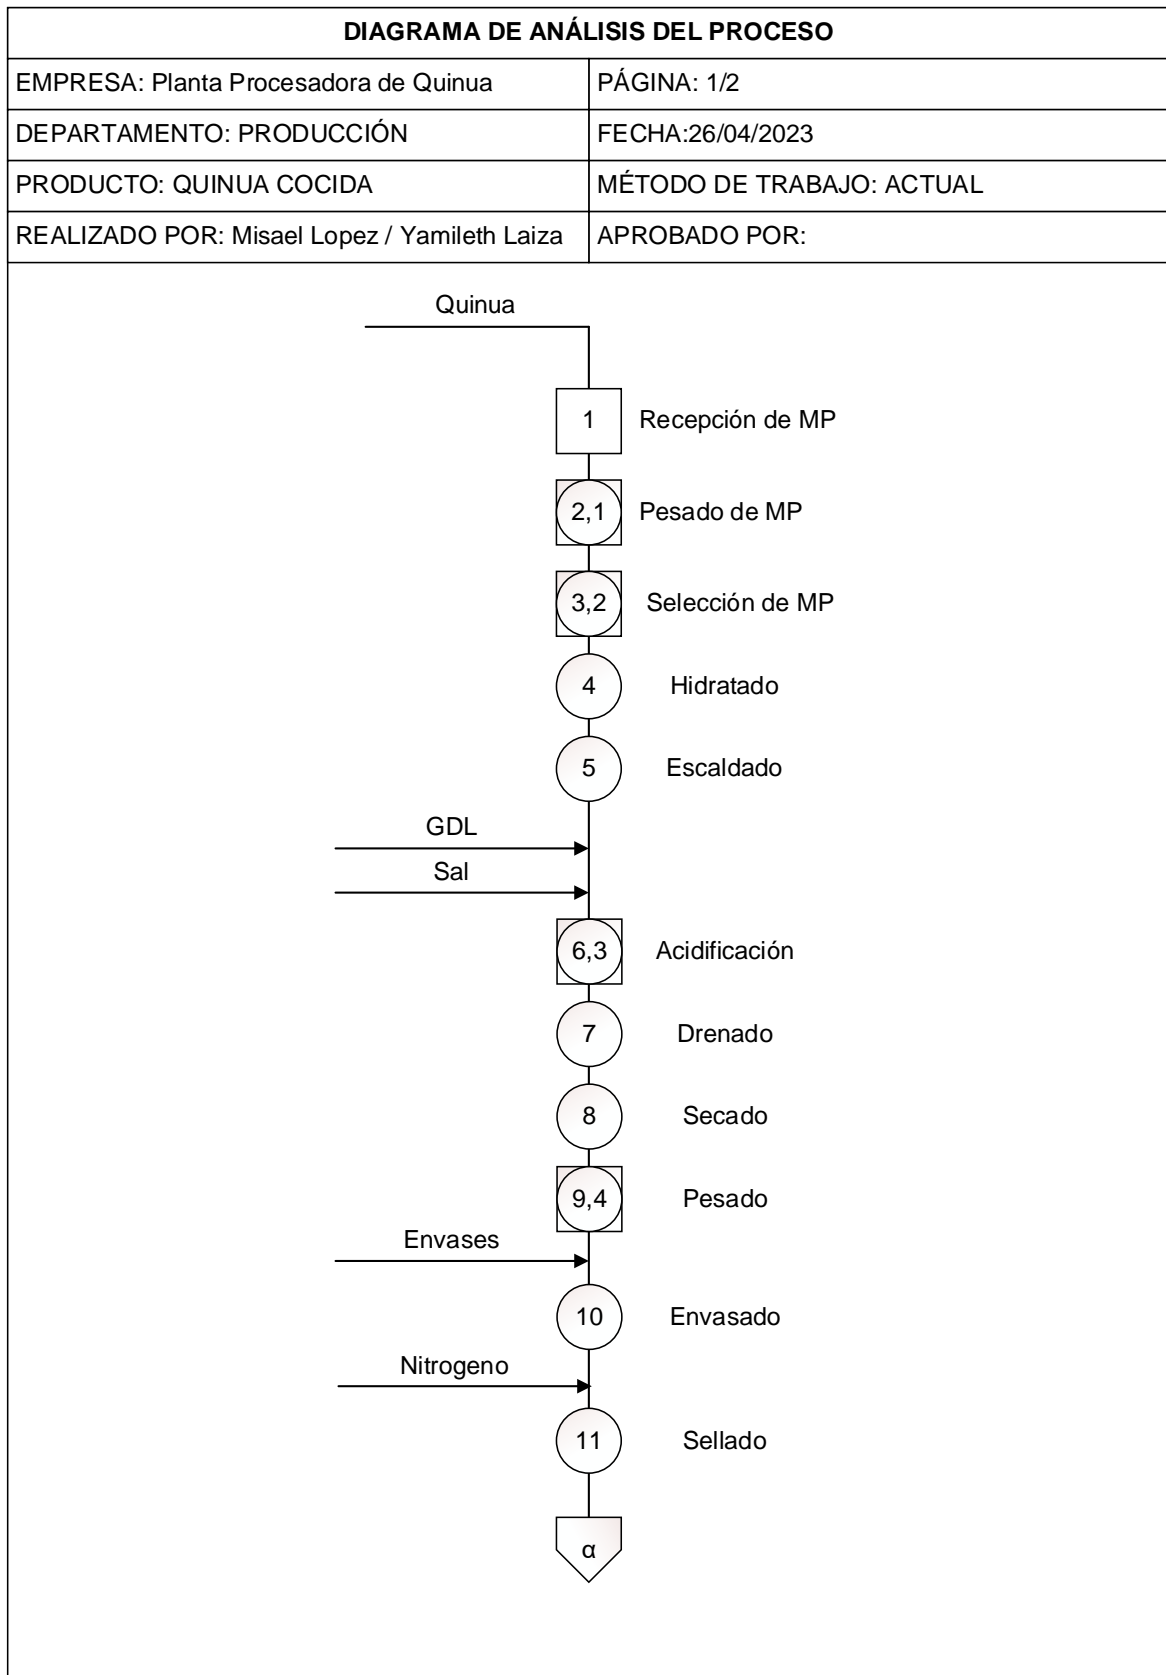 DIAGRAMA DE ANÁLISIS DEL PROCESO
EMPRESA: Planta Procesadora de Quinua
PÁGINA: 1/2
DEPARTAMENTO: PRODUCCIÓN
FECHA:26/04/2023
PRODUCTO: QUINUA COCIDA
MÉTODO DE TRABAJO: ACTUAL
REALIZADO POR: Misael Lopez / Yamileth Laiza
APROBADO POR:
Quinua
1 Recepción de MP
2,1 Pesado de MP
3,2 Selección de MP
4 Hidratado
5 Escaldado
GDL
Sal
6,3 Acidificación
7 Drenado
8 Secado
9,4 Pesado
Envases
10 Envasado
Nitrogeno
11 Sellado
α